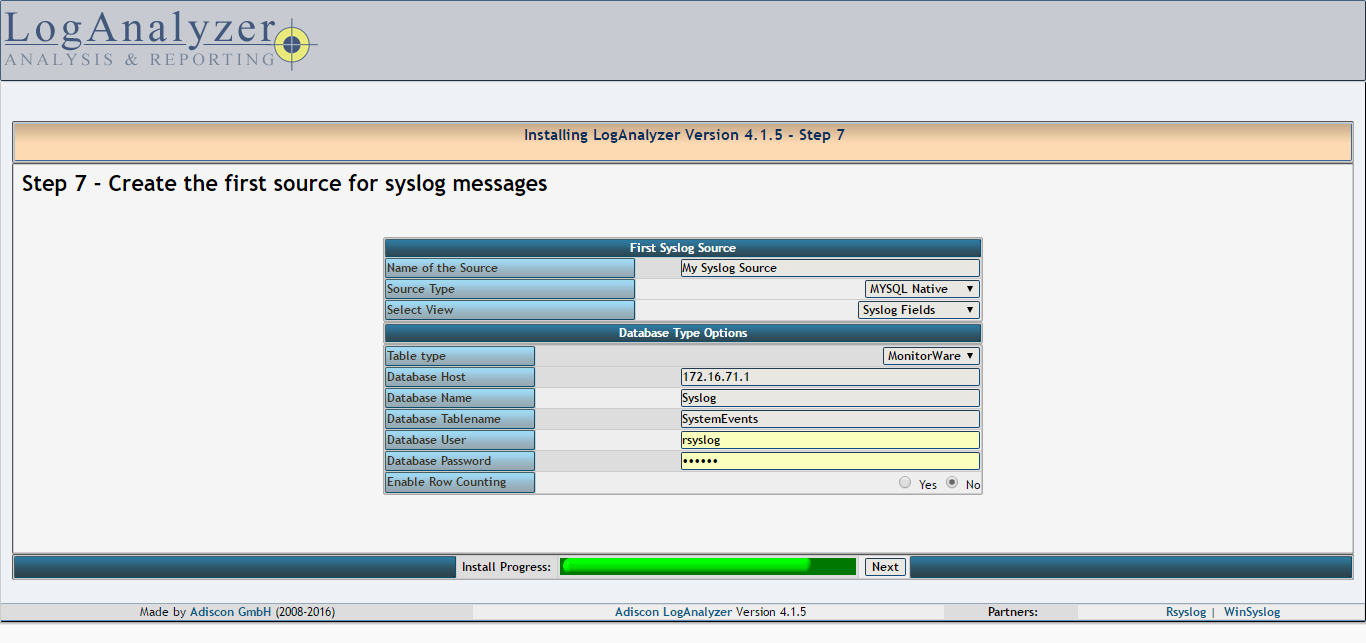 LogAnalyzer
ANALYSIS & REPORTING
Installing LogAnalyzer Version 4.1.5 - Step 7
Step 7 - Create the first source for syslog messages
First Syslog Source
Name of the Source My Syslog Source
Source Type MYSQL Native
Select View Syslog Fields
Database Type Options
Table type MonitorWare
Database Host 172.16.71.1
Database Name Syslog
Database Tablename SystemEvents
Database User rsyslog
Database Password ••••••
Enable Row Counting Yes No
Install Progress: Next
Made by Adiscon GmbH (2008-2016) Adiscon LogAnalyzer Version 4.1.5 Partners: Rsyslog | WinSyslog